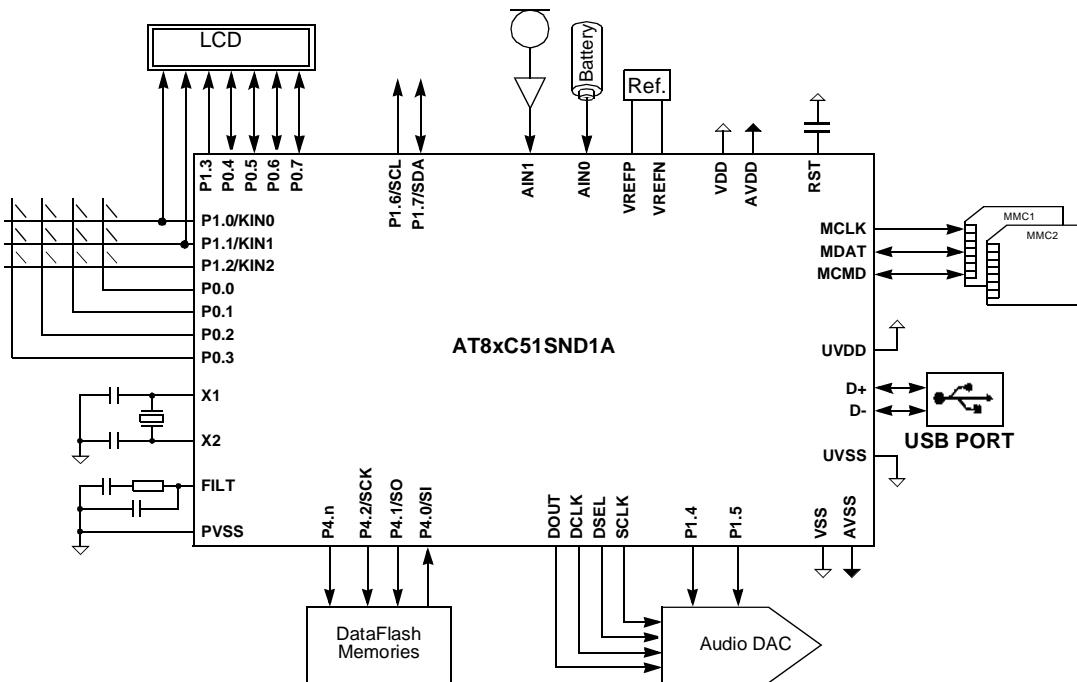 LCD
Battery
Ref.
P1.3
P0.4
P0.5
P0.6
P0.7
P1.6/SCL
P1.7/SDA
AIN1
AIN0
VREFP
VREFN
VDD
AVDD
RST
P1.0/KIN0
P1.1/KIN1
P1.2/KIN2
P0.0
P0.1
P0.2
P0.3
X1
X2
FILT
PVSS
AT8xC51SND1A
MCLK
MDAT
MCMD
MMC1
MMC2
UVDD
D+
D-
USB PORT
UVSS
P4.n
P4.2/SCK
P4.1/SO
P4.0/SI
DOUT
DCLK
DSEL
SCLK
P1.4
P1.5
VSS
AVSS
DataFlash
Memories
Audio DAC